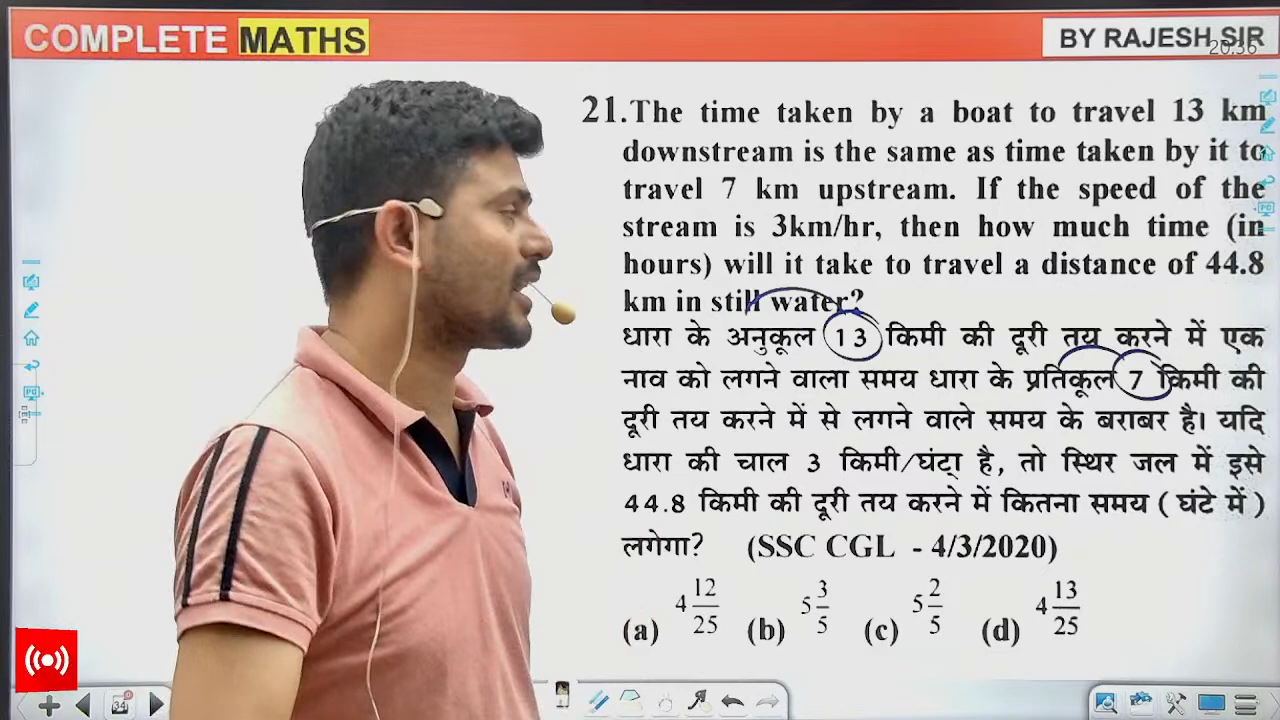 COMPLETE MATHS
BY RAJESH SIR
20:36
21.The time taken by a boat to travel 13 km
downstream is the same as time taken by it to
travel 7 km upstream. If the speed of the
stream is 3km/hr, then how much time (in
hours) will it take to travel a distance of 44.8
km in still water?
धारा के अनुकूल 13 किमी की दूरी तय करने में एक
नाव को लगने वाला समय धारा के प्रतिकूल 7 किमी की
दूरी तय करने में से लगने वाले समय के बराबर है। यदि
धारा की चाल 3 किमी/घंटा् है, तो स्थिर जल में इसे
44.8 किमी की दूरी तय करने में कितना समय (घंटे में)
लगेगा? (SSC CGL - 4/3/2020)
(a) 4 12/25 (b) 5 3/5 (c) 5 2/5 (d) 4 13/25
34